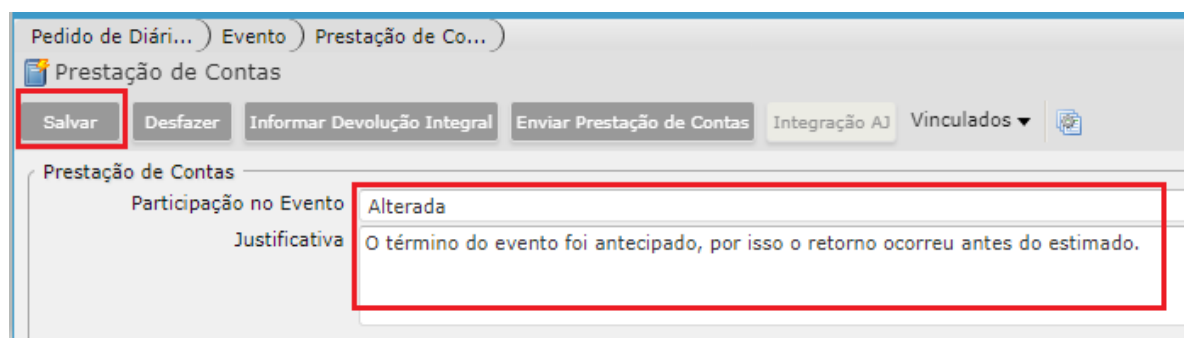 Pedido de Diári... Evento Prestação de Co...
Prestação de Contas
Salvar Desfazer Informar Devolução Integral Enviar Prestação de Contas Integração AJ Vinculados
Prestação de Contas
Participação no Evento Alterada
Justificativa O término do evento foi antecipado, por isso o retorno ocorreu antes do estimado.